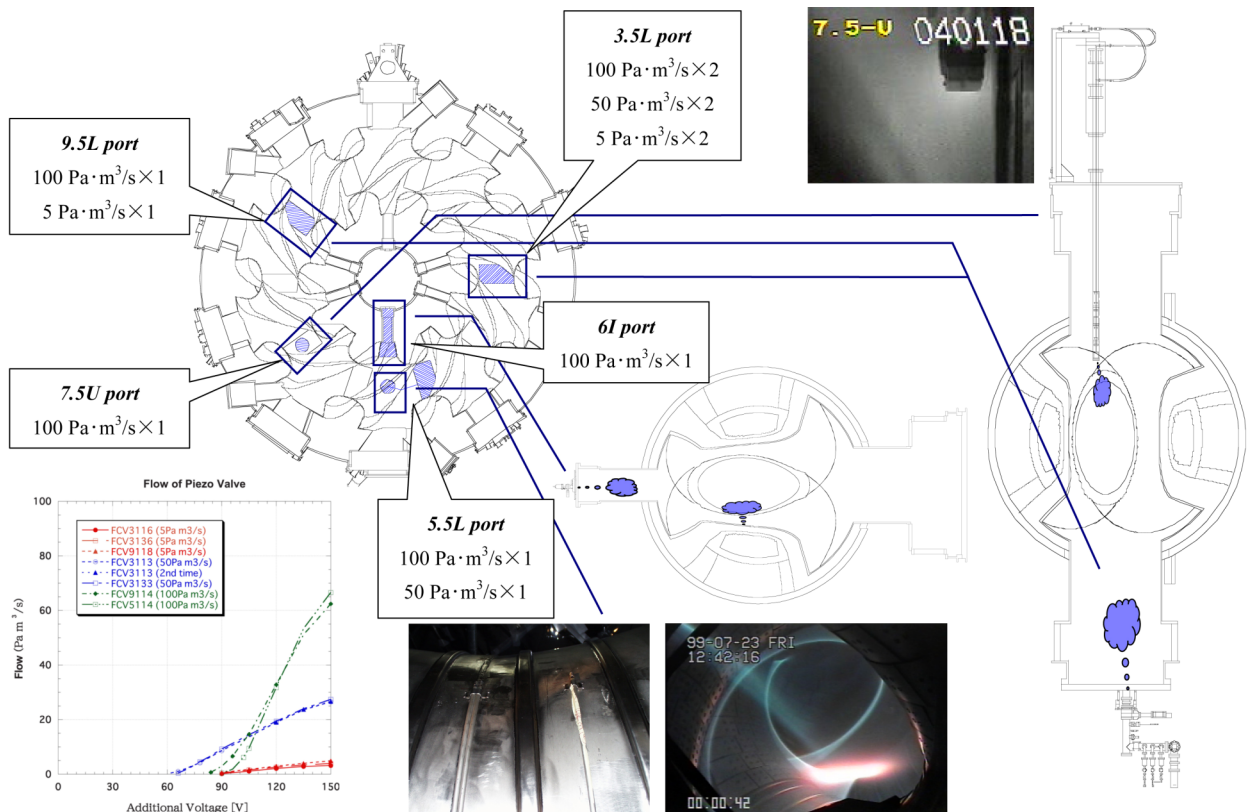 3.5L port
100 Pa·m³/s×2
50 Pa·m³/s×2
5 Pa·m³/s×2
7.5-U 040118
9.5L port
100 Pa·m³/s×1
5 Pa·m³/s×1
6I port
100 Pa·m³/s×1
7.5U port
100 Pa·m³/s×1
5.5L port
100 Pa·m³/s×1
50 Pa·m³/s×1
Flow of Piezo Valve
FCV3116 (5Pa m3/s)
FCV3136 (5Pa m3/s)
FCV9118 (5Pa m3/s)
FCV3113 (50Pa m3/s)
FCV3113 (2nd time)
FCV3133 (50Pa m3/s)
FCV9114 (100Pa m3/s)
FCV5114 (100Pa m3/s)
Flow (Pa m³/s)
100
80
60
40
20
0
0 30 60 90 120 150
Additional Voltage [V]
99-07-23 FRI
12:42:16
00:00:42